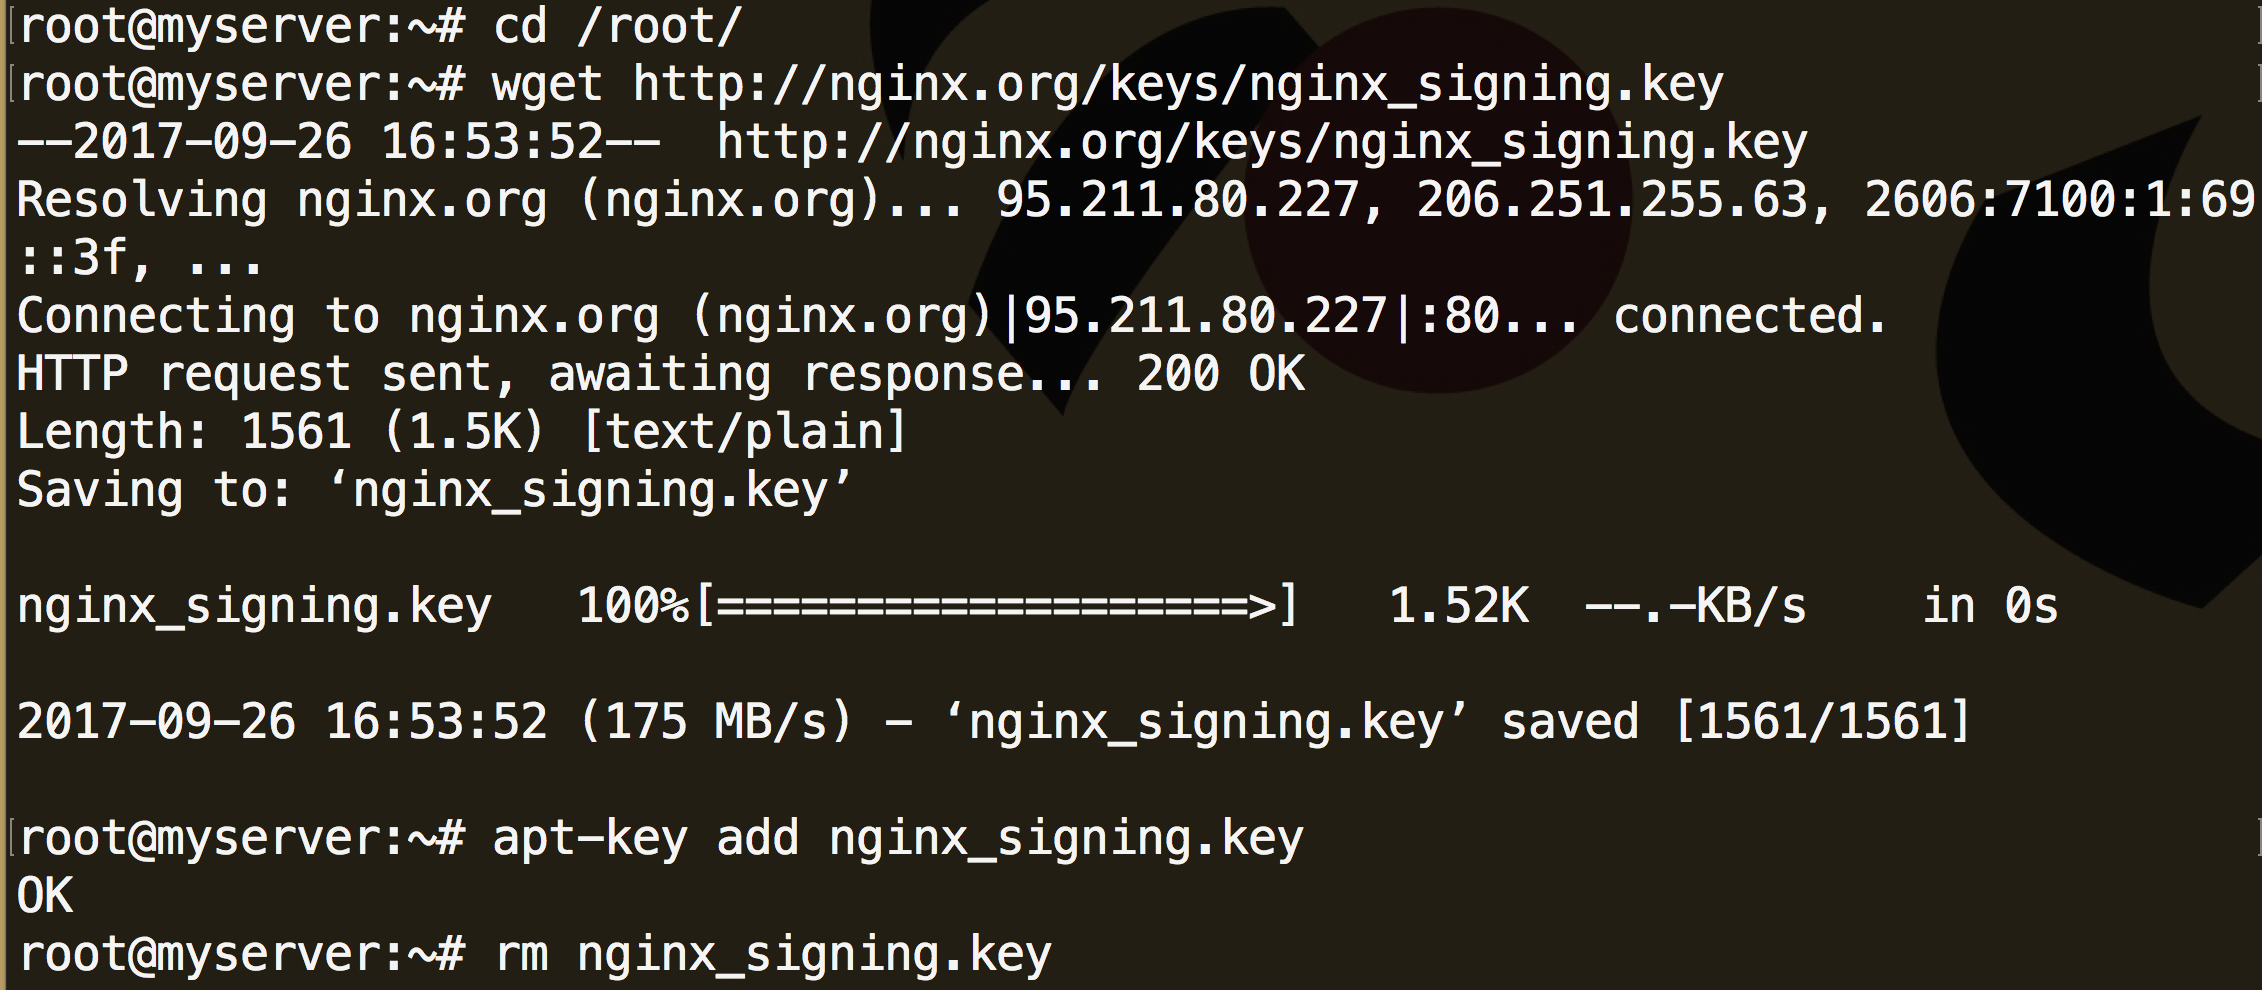 root@myserver:~# cd /root/
root@myserver:~# wget http://nginx.org/keys/nginx_signing.key
--2017-09-26 16:53:52--  http://nginx.org/keys/nginx_signing.key
Resolving nginx.org (nginx.org)... 95.211.80.227, 206.251.255.63, 2606:7100:1:69
::3f, ...
Connecting to nginx.org (nginx.org)|95.211.80.227|:80... connected.
HTTP request sent, awaiting response... 200 OK
Length: 1561 (1.5K) [text/plain]
Saving to: ‘nginx_signing.key’
nginx_signing.key   100%[===================>]   1.52K  --.-KB/s    in 0s
2017-09-26 16:53:52 (175 MB/s) - ‘nginx_signing.key’ saved [1561/1561]
root@myserver:~# apt-key add nginx_signing.key
OK
root@myserver:~# rm nginx_signing.key